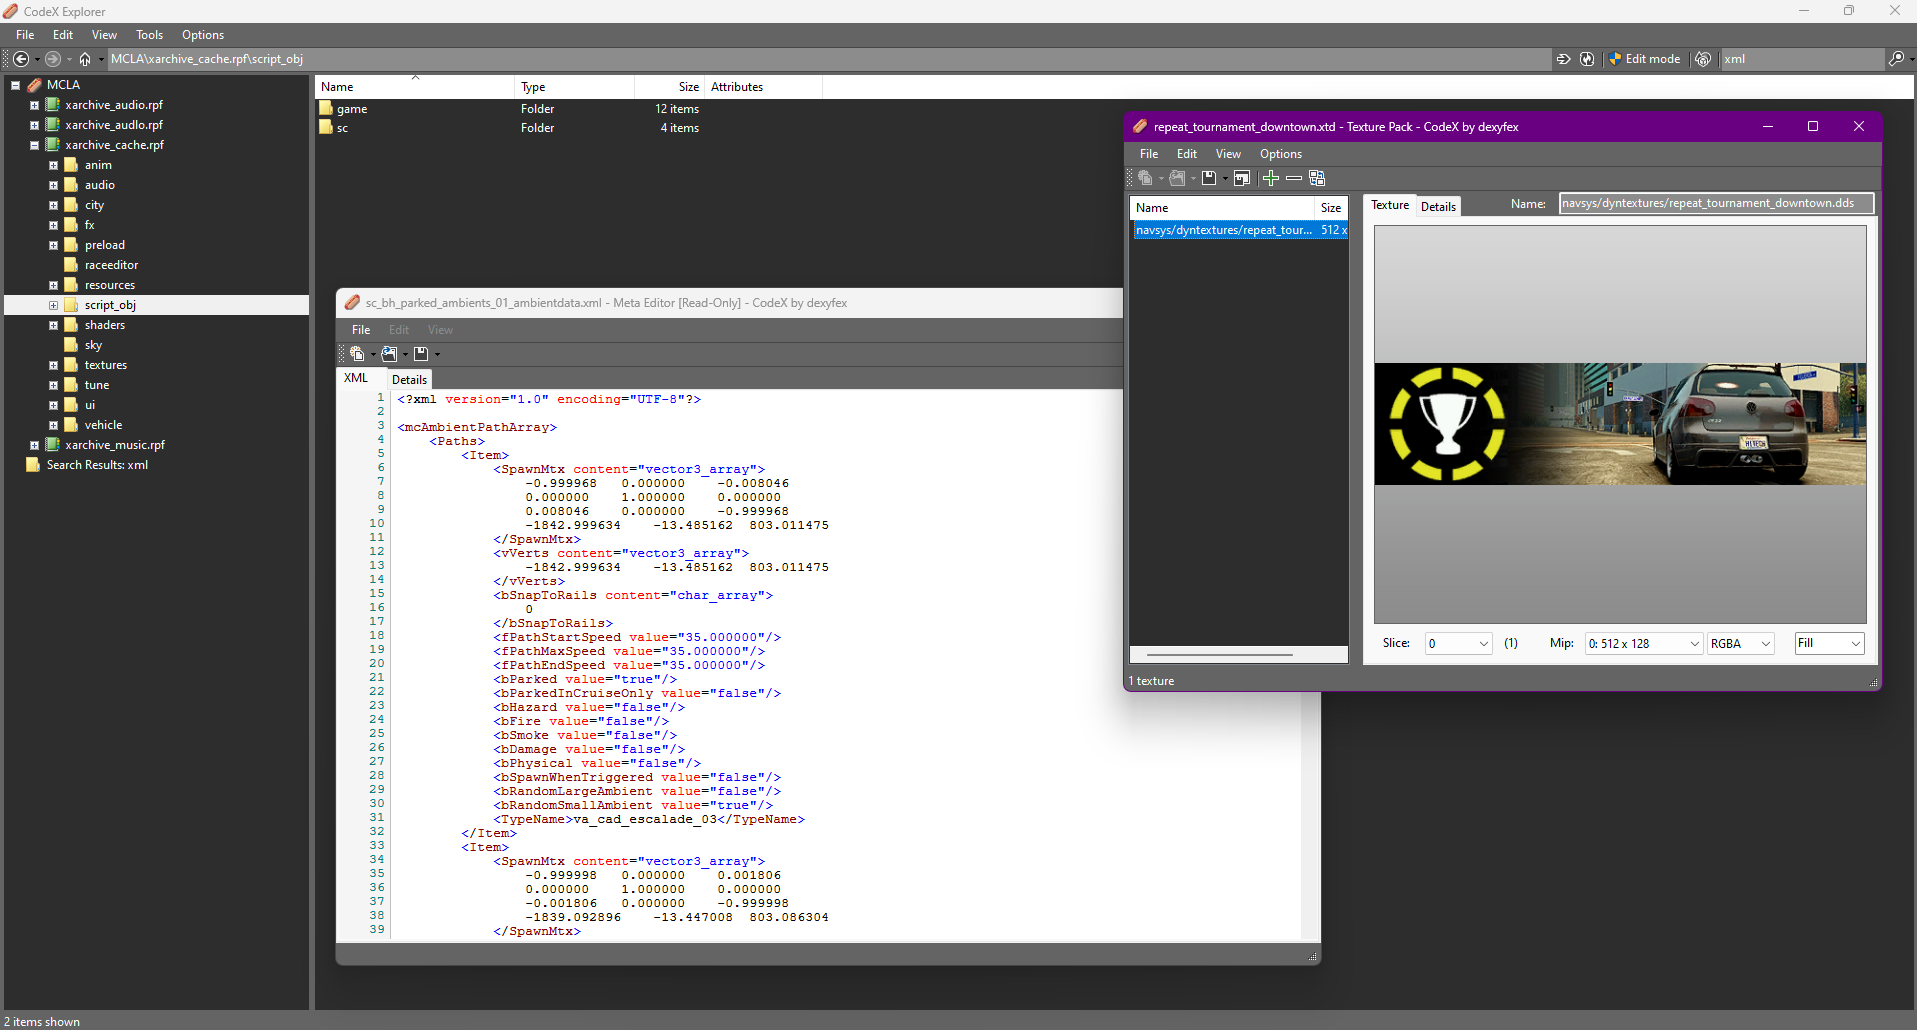 CodeX Explorer
File Edit View Tools Options
MCLA\xarchive_cache.rpf\script_obj
Edit mode
xml
MCLA
xarchive_audio.rpf
xarchive_audlo.rpf
xarchive_cache.rpf
anim
audio
city
fx
preload
raceeditor
resources
script_obj
shaders
sky
textures
tune
ui
vehicle
xarchive_music.rpf
Search Results: xml
Name Type Size Attributes
game Folder 12 items
sc Folder 4 items
sc_bh_parked_ambients_01_ambientdata.xml - Meta Editor [Read-Only] - CodeX by dexyfex
File Edit View
XML Details
1 <?xml version="1.0" encoding="UTF-8"?>
2
3 <mcAmbientPathArray>
4 <Paths>
5 <Item>
6 <SpawnMtx content="vector3_array">
7 -0.999968 0.000000 -0.008046
8 0.000000 1.000000 0.000000
9 0.008046 0.000000 -0.999968
10 -1842.999634 -13.485162 803.011475
11 </SpawnMtx>
12 <vVerts content="vector3_array">
13 -1842.999634 -13.485162 803.011475
14 </vVerts>
15 <bSnapToRails content="char_array">
16 0
17 </bSnapToRails>
18 <fPathStartSpeed value="35.000000"/>
19 <fPathMaxSpeed value="35.000000"/>
20 <fPathEndSpeed value="35.000000"/>
21 <bParked value="true"/>
22 <bParkedInCruiseOnly value="false"/>
23 <bHazard value="false"/>
24 <bFire value="false"/>
25 <bSmoke value="false"/>
26 <bDamage value="false"/>
27 <bPhysical value="false"/>
28 <bSpawnWhenTriggered value="false"/>
29 <bRandomLargeAmbient value="false"/>
30 <bRandomSmallAmbient value="true"/>
31 <TypeName>va_cad_escalade_03</TypeName>
32 </Item>
33 <Item>
34 <SpawnMtx content="vector3_array">
35 -0.999998 0.000000 0.001806
36 0.000000 1.000000 0.000000
37 -0.001806 0.000000 -0.999998
38 -1839.092896 -13.447008 803.086304
39 </SpawnMtx>
repeat_tournament_downtown.xtd - Texture Pack - CodeX by dexyfex
File Edit View Options
Name Size
navsys/dyntextures/repeat_tour... 512 x
Texture Details Name: navsys/dyntextures/repeat_tournament_downtown.dds
HITECH
Slice: 0 (1) Mip: 0: 512 x 128 RGBA Fill
1 texture
2 items shown